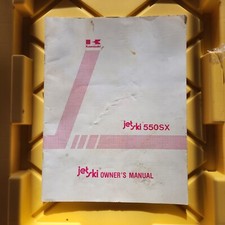 Kawasaki
jet ski 550SX
jet ski OWNER'S MANUAL